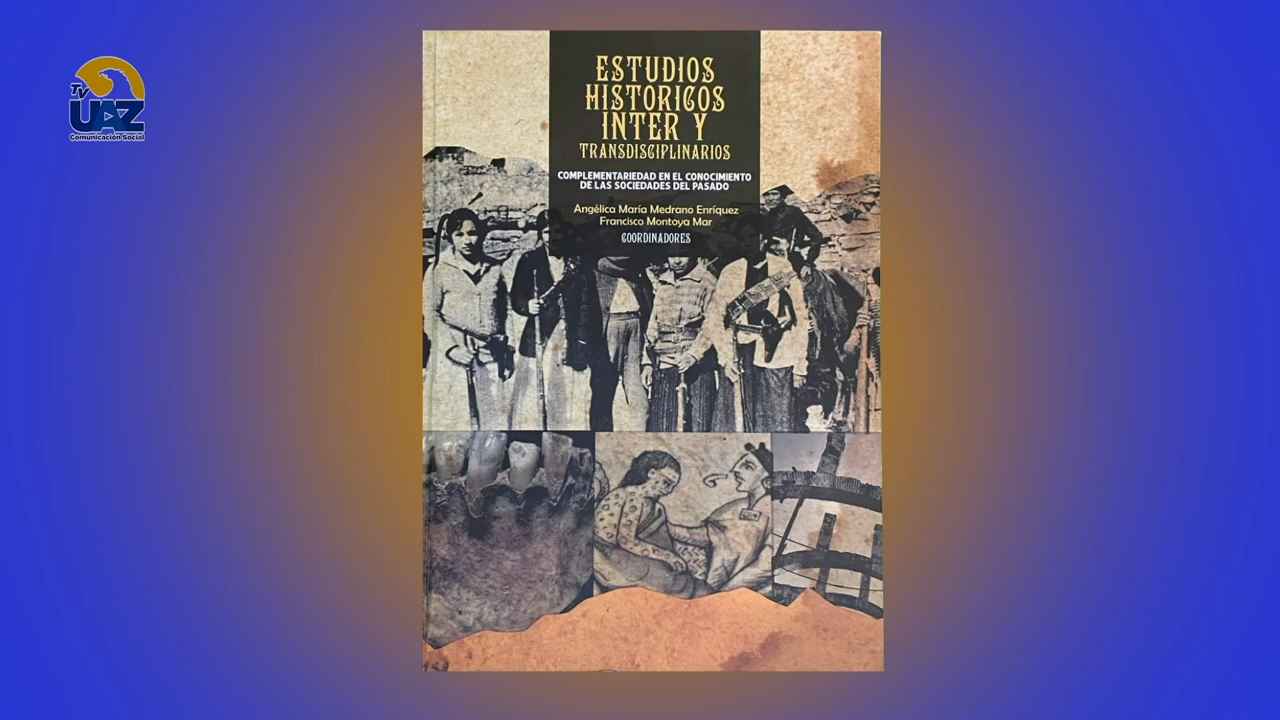 TV
UAZ
Comunicación Social
ESTUDIOS
HISTÓRICOS
INTER Y
TRANSDISCIPLINARIOS
COMPLEMENTARIEDAD EN EL CONOCIMIENTO
DE LAS SOCIEDADES DEL PASADO
Angélica María Medrano Enríquez
Francisco Montoya Mar
COORDINADORES